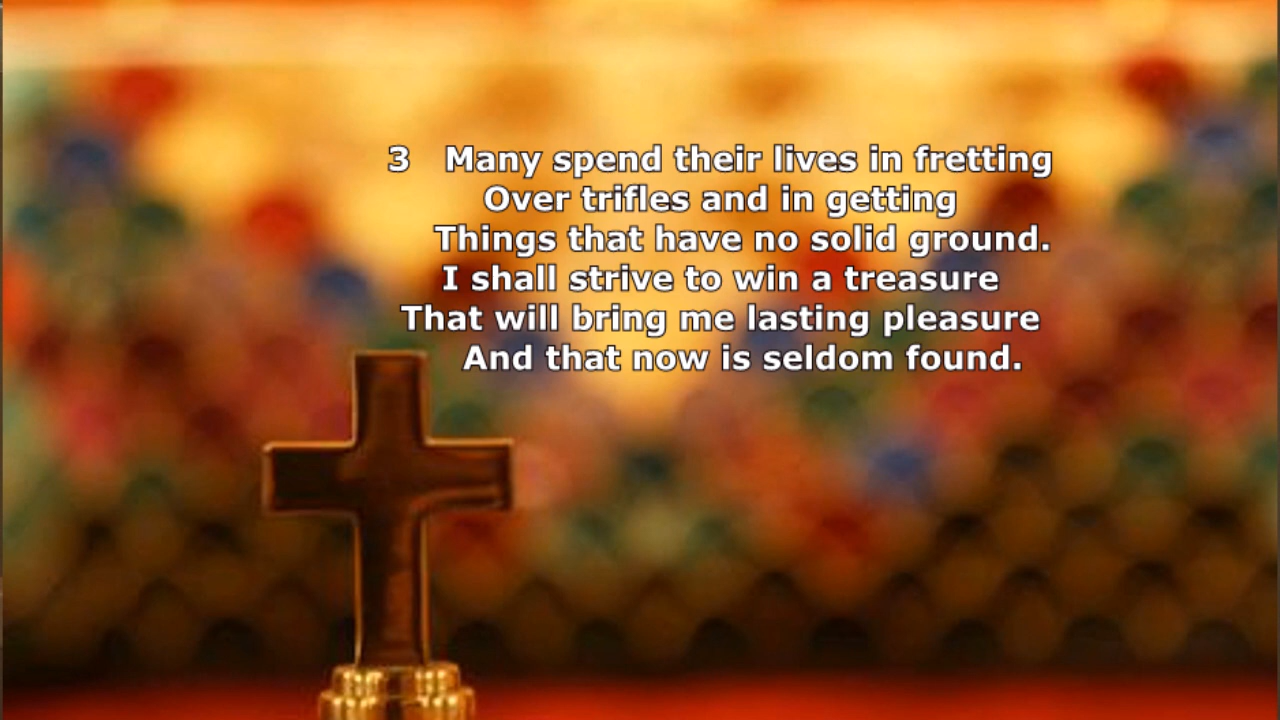 3 Many spend their lives in fretting
Over trifles and in getting
Things that have no solid ground.
I shall strive to win a treasure
That will bring me lasting pleasure
And that now is seldom found.